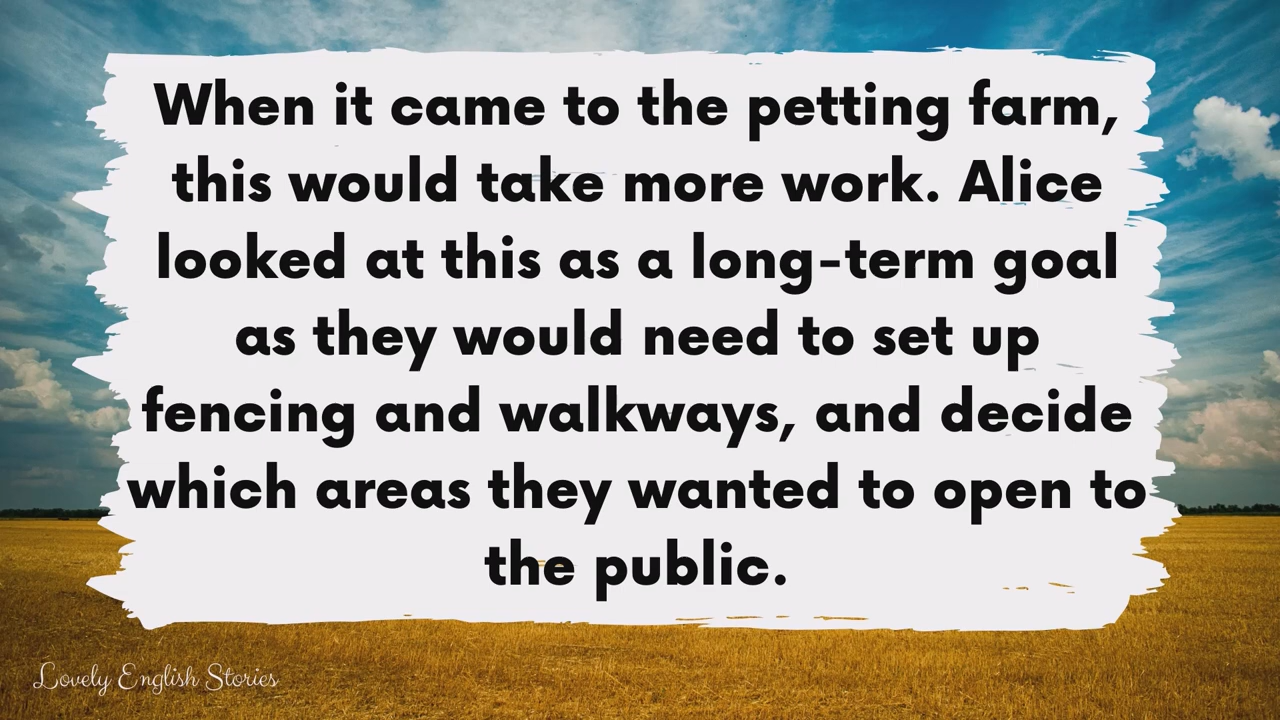 When it came to the petting farm,
this would take more work. Alice
looked at this as a long-term goal
as they would need to set up
fencing and walkways, and decide
which areas they wanted to open to
the public.
Lovely English Stories